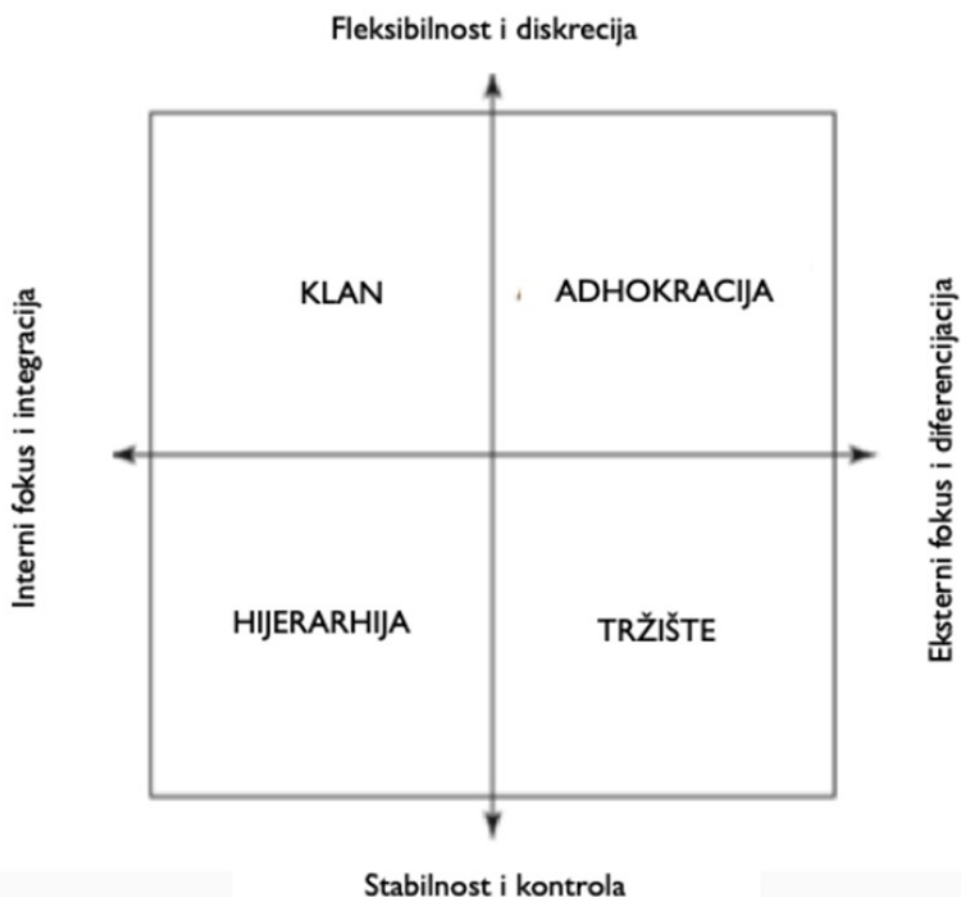 Fleksibilnost i diskrecija
KLAN
ADHOKRACIJA
Interni fokus i integracija
Eksterni fokus i diferencijacija
HIJERARHIJA
TRŽIŠTE
Stabilnost i kontrola